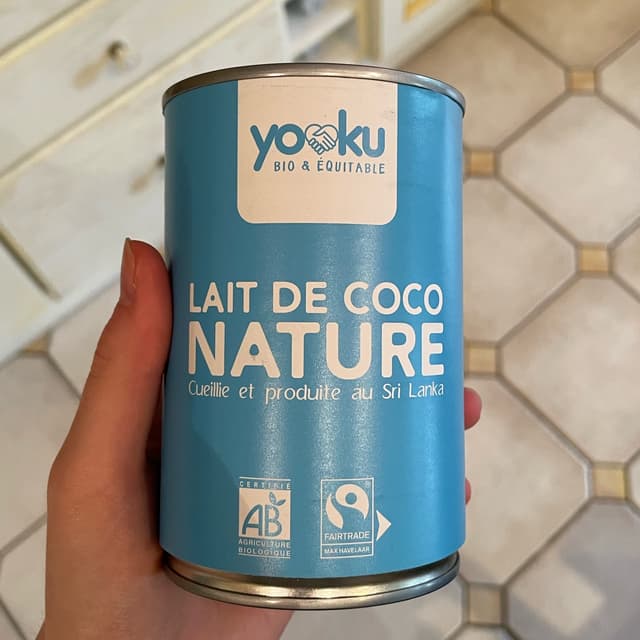 yooku
BIO & ÉQUITABLE
LAIT DE COCO
NATURE
Cueillie et produite au Sri Lanka
CERTIFIÉ
AB
AGRICULTURE
BIOLOGIQUE
FAIRTRADE
MAX HAVELAAR